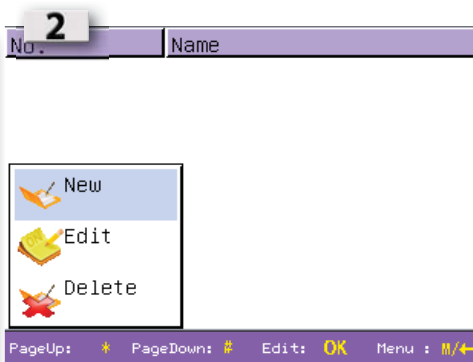 2
No. Name
New
Edit
Delete
PageUp: * PageDown: # Edit: OK Menu : M/←